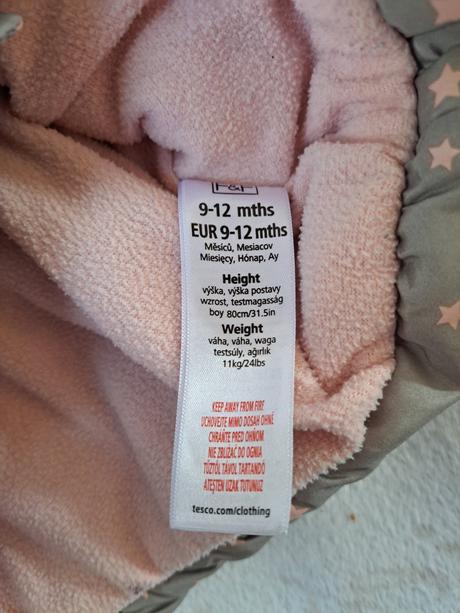 F&F
9-12 mths
EUR 9-12 mths
Měsíců, Mesiacov
Miesięcy, Hónap, Ay
Height
výška, výška postavy
wzrost, testmagasság
boy 80cm/31.5in
Weight
váha, váha, waga
testsúly, ağırlık
11kg/24lbs
KEEP AWAY FROM FIRE
UCHOVEJTE MIMO DOSAH OHNĚ
CHRÁŇTE PRED OHŇOM
NIE ZBLIŻAĆ DO OGNIA
TŰZTŐL TÁVOL TARTANDÓ
ATEŞTEN UZAK TUTUNUZ
tesco.com/clothing